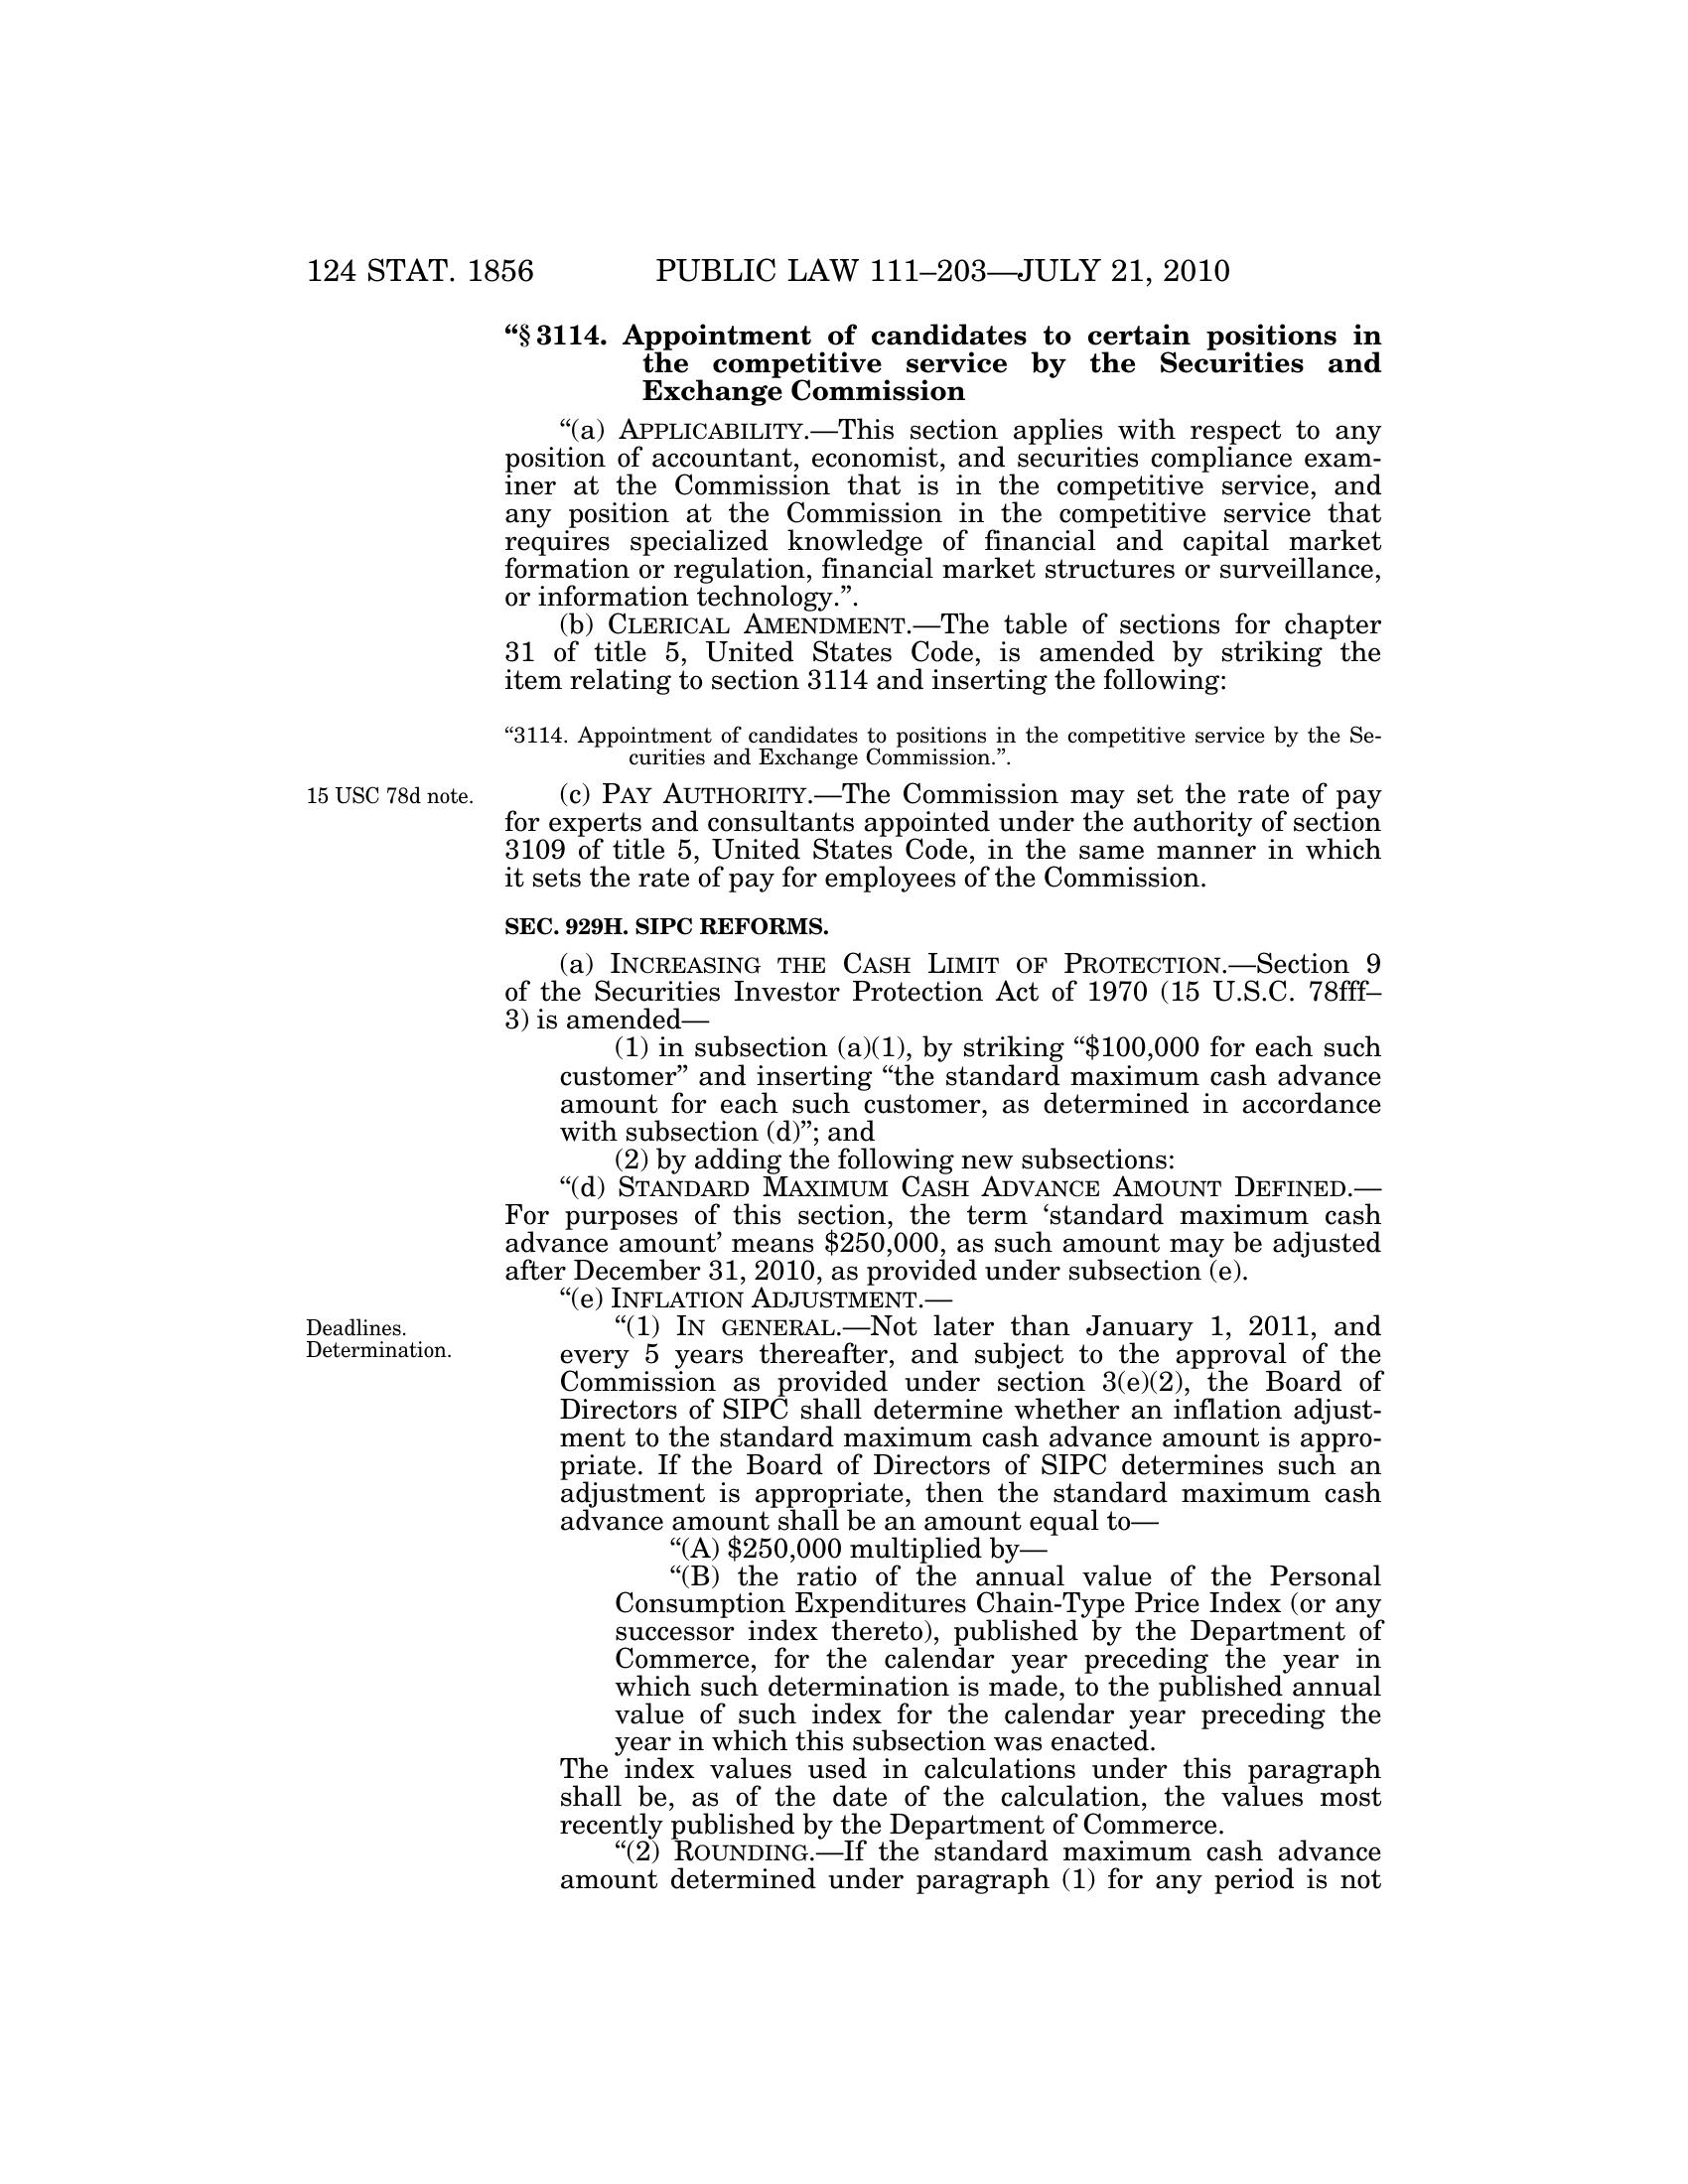 124 STAT. 1856 PUBLIC LAW 111–203—JULY 21, 2010
“§ 3114. Appointment of candidates to certain positions in
the competitive service by the Securities and
Exchange Commission
“(a) APPLICABILITY.—This section applies with respect to any
position of accountant, economist, and securities compliance exam-
iner at the Commission that is in the competitive service, and
any position at the Commission in the competitive service that
requires specialized knowledge of financial and capital market
formation or regulation, financial market structures or surveillance,
or information technology.”.
(b) CLERICAL AMENDMENT.—The table of sections for chapter
31 of title 5, United States Code, is amended by striking the
item relating to section 3114 and inserting the following:
“3114. Appointment of candidates to positions in the competitive service by the Se-
curities and Exchange Commission.”.
15 USC 78d note.
(c) PAY AUTHORITY.—The Commission may set the rate of pay
for experts and consultants appointed under the authority of section
3109 of title 5, United States Code, in the same manner in which
it sets the rate of pay for employees of the Commission.
SEC. 929H. SIPC REFORMS.
(a) INCREASING THE CASH LIMIT OF PROTECTION.—Section 9
of the Securities Investor Protection Act of 1970 (15 U.S.C. 78fff–
3) is amended—
(1) in subsection (a)(1), by striking “$100,000 for each such
customer” and inserting “the standard maximum cash advance
amount for each such customer, as determined in accordance
with subsection (d)”; and
(2) by adding the following new subsections:
“(d) STANDARD MAXIMUM CASH ADVANCE AMOUNT DEFINED.—
For purposes of this section, the term ‘standard maximum cash
advance amount’ means $250,000, as such amount may be adjusted
after December 31, 2010, as provided under subsection (e).
“(e) INFLATION ADJUSTMENT.—
Deadlines.
Determination.
“(1) IN GENERAL.—Not later than January 1, 2011, and
every 5 years thereafter, and subject to the approval of the
Commission as provided under section 3(e)(2), the Board of
Directors of SIPC shall determine whether an inflation adjust-
ment to the standard maximum cash advance amount is appro-
priate. If the Board of Directors of SIPC determines such an
adjustment is appropriate, then the standard maximum cash
advance amount shall be an amount equal to—
“(A) $250,000 multiplied by—
“(B) the ratio of the annual value of the Personal
Consumption Expenditures Chain-Type Price Index (or any
successor index thereto), published by the Department of
Commerce, for the calendar year preceding the year in
which such determination is made, to the published annual
value of such index for the calendar year preceding the
year in which this subsection was enacted.
The index values used in calculations under this paragraph
shall be, as of the date of the calculation, the values most
recently published by the Department of Commerce.
“(2) ROUNDING.—If the standard maximum cash advance
amount determined under paragraph (1) for any period is not